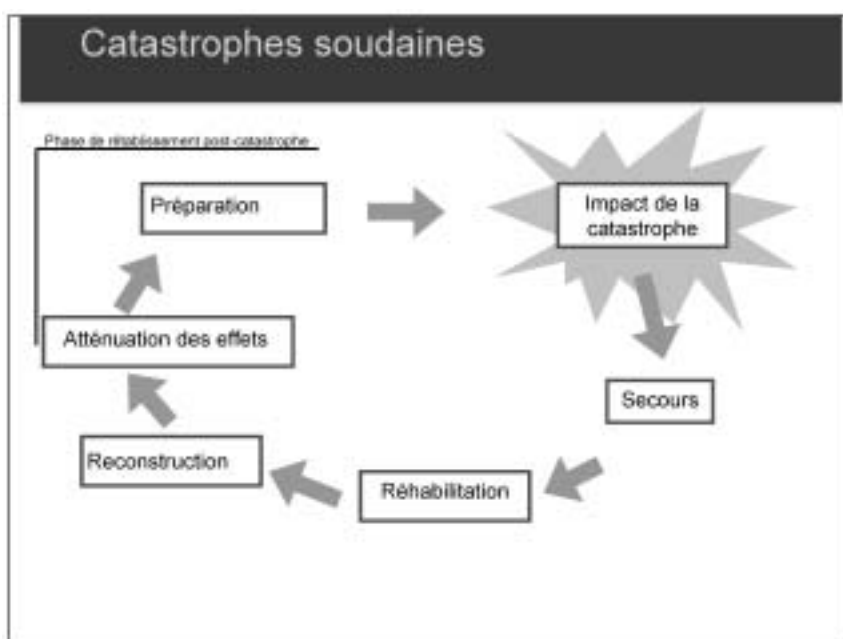 Catastrophes soudaines
Phase de rétablissement post-catastrophe
Préparation
Impact de la
catastrophe
Atténuation des effets
Secours
Reconstruction
Réhabilitation